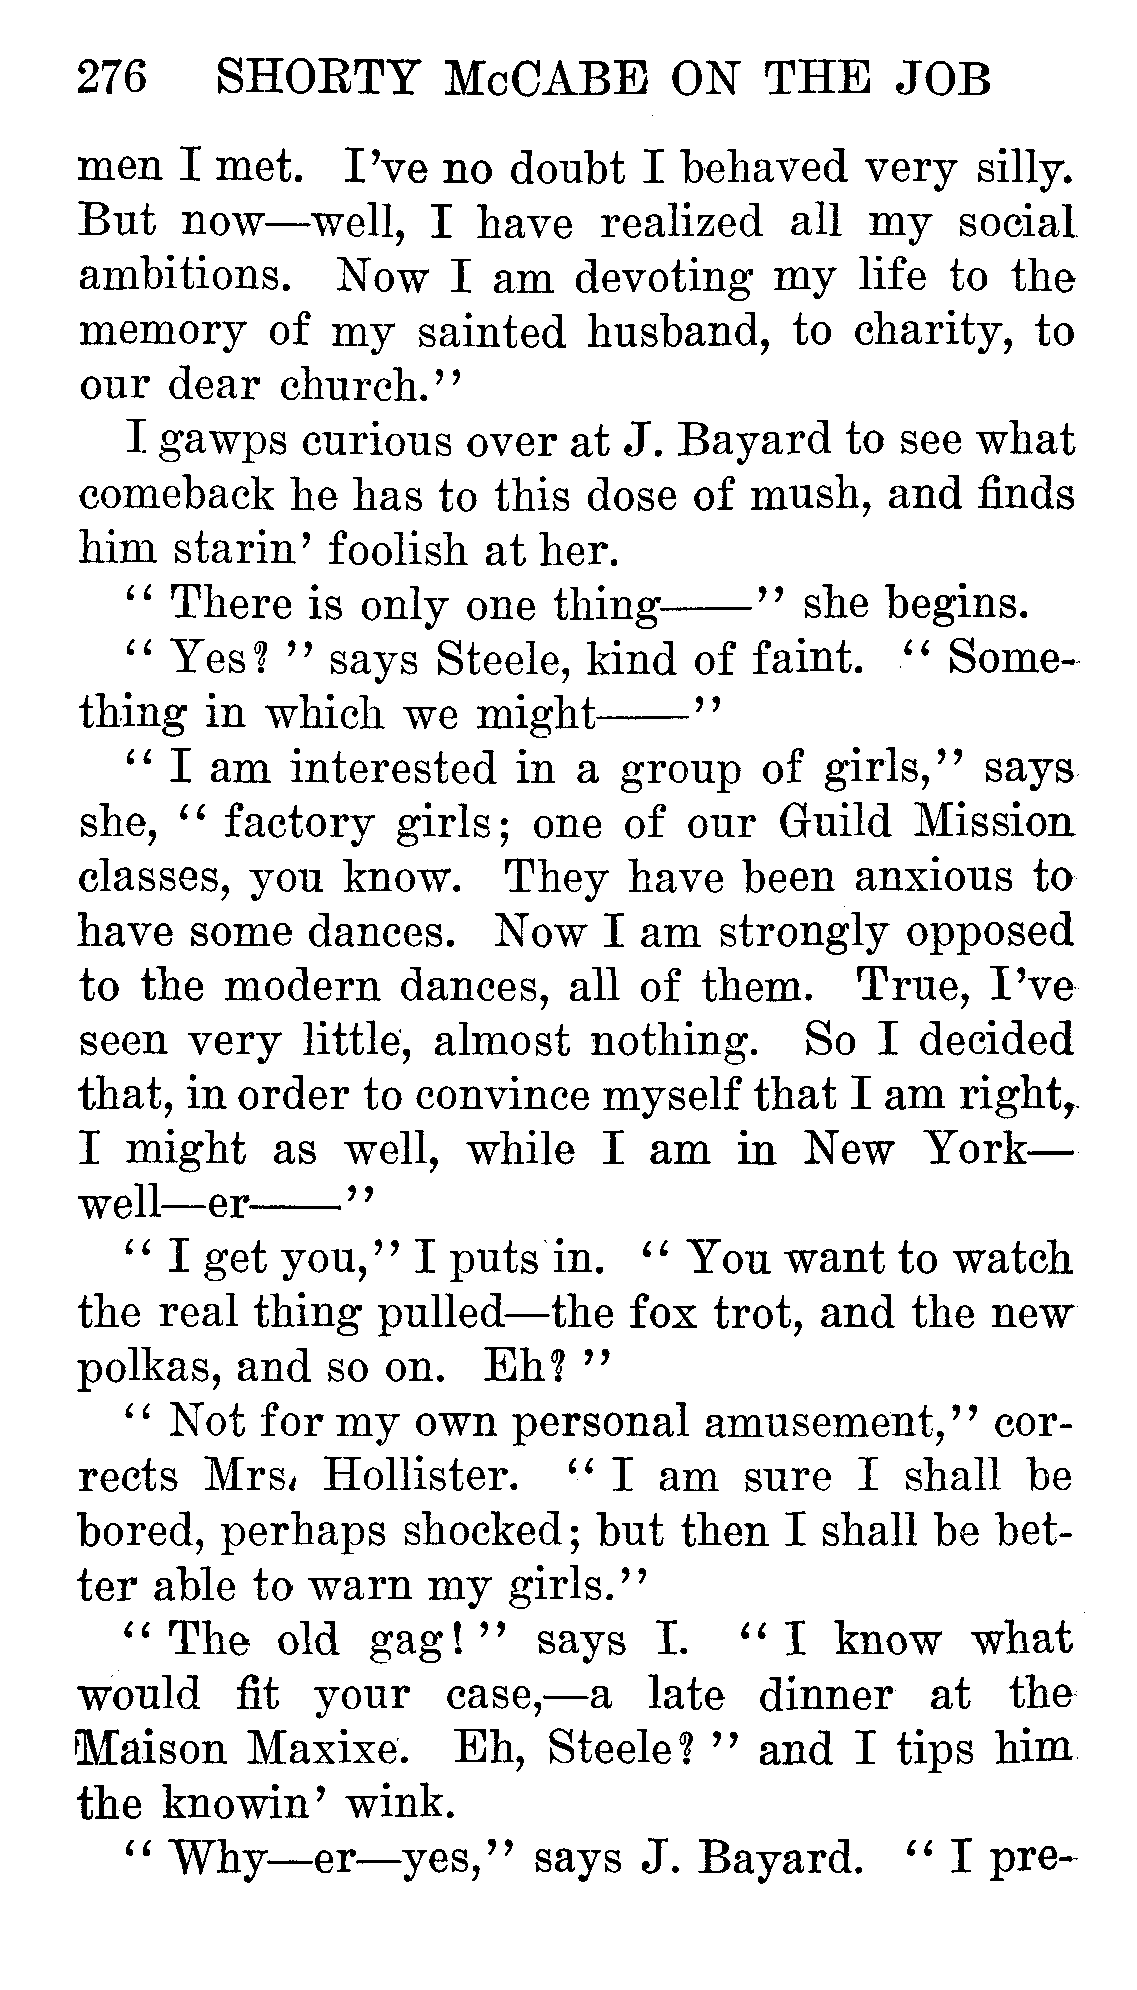 276 SHORTY McCABE ON THE JOB
men I met. I've no doubt I behaved very silly.
But now—well, I have realized all my social
ambitions. Now I am devoting my life to the
memory of my sainted husband, to charity, to
our dear church.''
I gawps curious over at J. Bayard to see what
comeback he has to this dose of mush, and finds
him starin' foolish at her.
`` There is only one thing——'' she begins.
`` Yes? '' says Steele, kind of faint. `` Some-
thing in which we might——''
`` I am interested in a group of girls,'' says
she, `` factory girls; one of our Guild Mission
classes, you know. They have been anxious to
have some dances. Now I am strongly opposed
to the modern dances, all of them. True, I've
seen very little, almost nothing. So I decided
that, in order to convince myself that I am right,
I might as well, while I am in New York—
well—er——''
`` I get you,'' I puts in. `` You want to watch
the real thing pulled—the fox trot, and the new
polkas, and so on. Eh? ''
`` Not for my own personal amusement,'' cor-
rects Mrs. Hollister. `` I am sure I shall be
bored, perhaps shocked; but then I shall be bet-
ter able to warn my girls.''
`` The old gag! '' says I. `` I know what
would fit your case,—a late dinner at the
Maison Maxixe. Eh, Steele? '' and I tips him
the knowin' wink.
`` Why—er—yes,'' says J. Bayard. `` I pre-